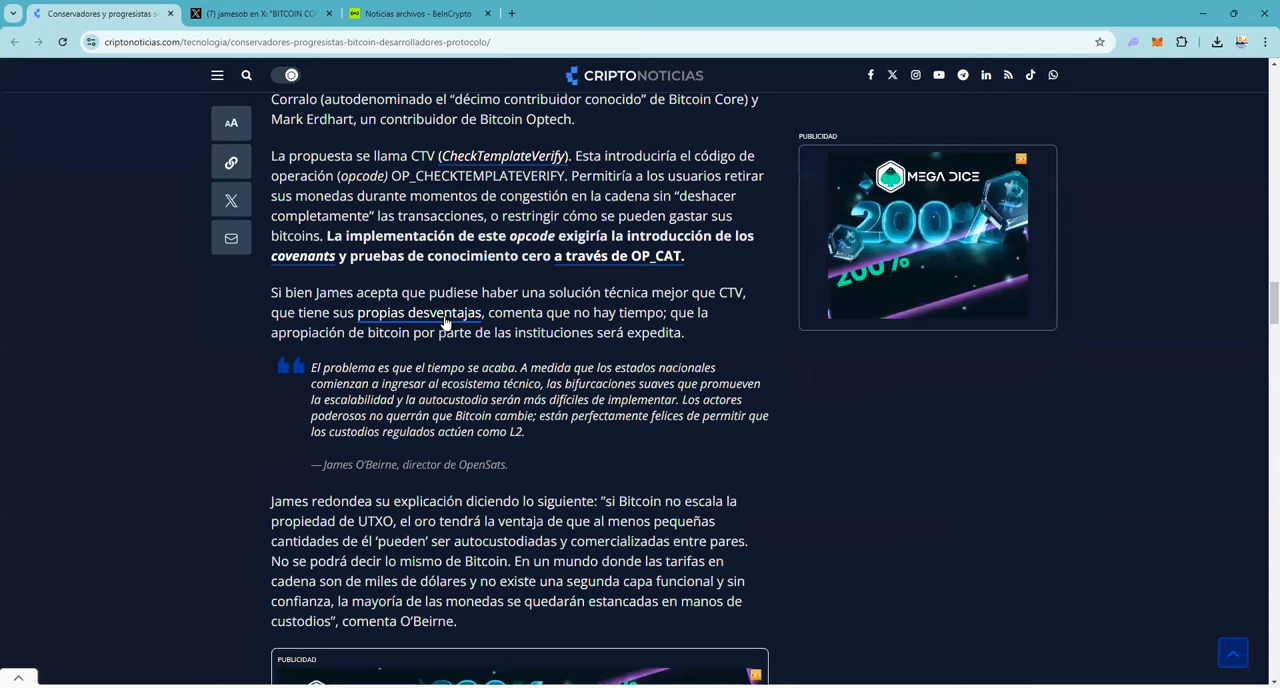 Conservadores y progresistas s
(7) jamesob en X: "BITCOIN CO
Noticias archivos - BeInCrypto
criptonoticias.com/tecnologia/conservadores-progresistas-bitcoin-desarrolladores-protocolo/
CRIPTONOTICIAS
AA
Corralo (autodenominado el “décimo contribuidor conocido” de Bitcoin Core) y
Mark Erdhart, un contribuidor de Bitcoin Optech.
La propuesta se llama CTV (CheckTemplateVerify). Esta introduciría el código de
operación (opcode) OP_CHECKTEMPLATEVERIFY. Permitiría a los usuarios retirar
sus monedas durante momentos de congestión en la cadena sin “deshacer
completamente” las transacciones, o restringir cómo se pueden gastar sus
bitcoins. La implementación de este opcode exigiría la introducción de los
covenants y pruebas de conocimiento cero a través de OP_CAT.
Si bien James acepta que pudiese haber una solución técnica mejor que CTV,
que tiene sus propias desventajas, comenta que no hay tiempo; que la
apropiación de bitcoin por parte de las instituciones será expedita.
El problema es que el tiempo se acaba. A medida que los estados nacionales
comienzan a ingresar al ecosistema técnico, las bifurcaciones suaves que promueven
la escalabilidad y la autocustodia serán más difíciles de implementar. Los actores
poderosos no querrán que Bitcoin cambie; están perfectamente felices de permitir que
los custodios regulados actúen como L2.
— James O’Beirne, director de OpenSats.
James redondea su explicación diciendo lo siguiente: ”si Bitcoin no escala la
propiedad de UTXO, el oro tendrá la ventaja de que al menos pequeñas
cantidades de él ‘pueden’ ser autocustodiadas y comercializadas entre pares.
No se podrá decir lo mismo de Bitcoin. En un mundo donde las tarifas en
cadena son de miles de dólares y no existe una segunda capa funcional y sin
confianza, la mayoría de las monedas se quedarán estancadas en manos de
custodios”, comenta O’Beirne.
PUBLICIDAD
PUBLICIDAD
MEGA DICE
200%